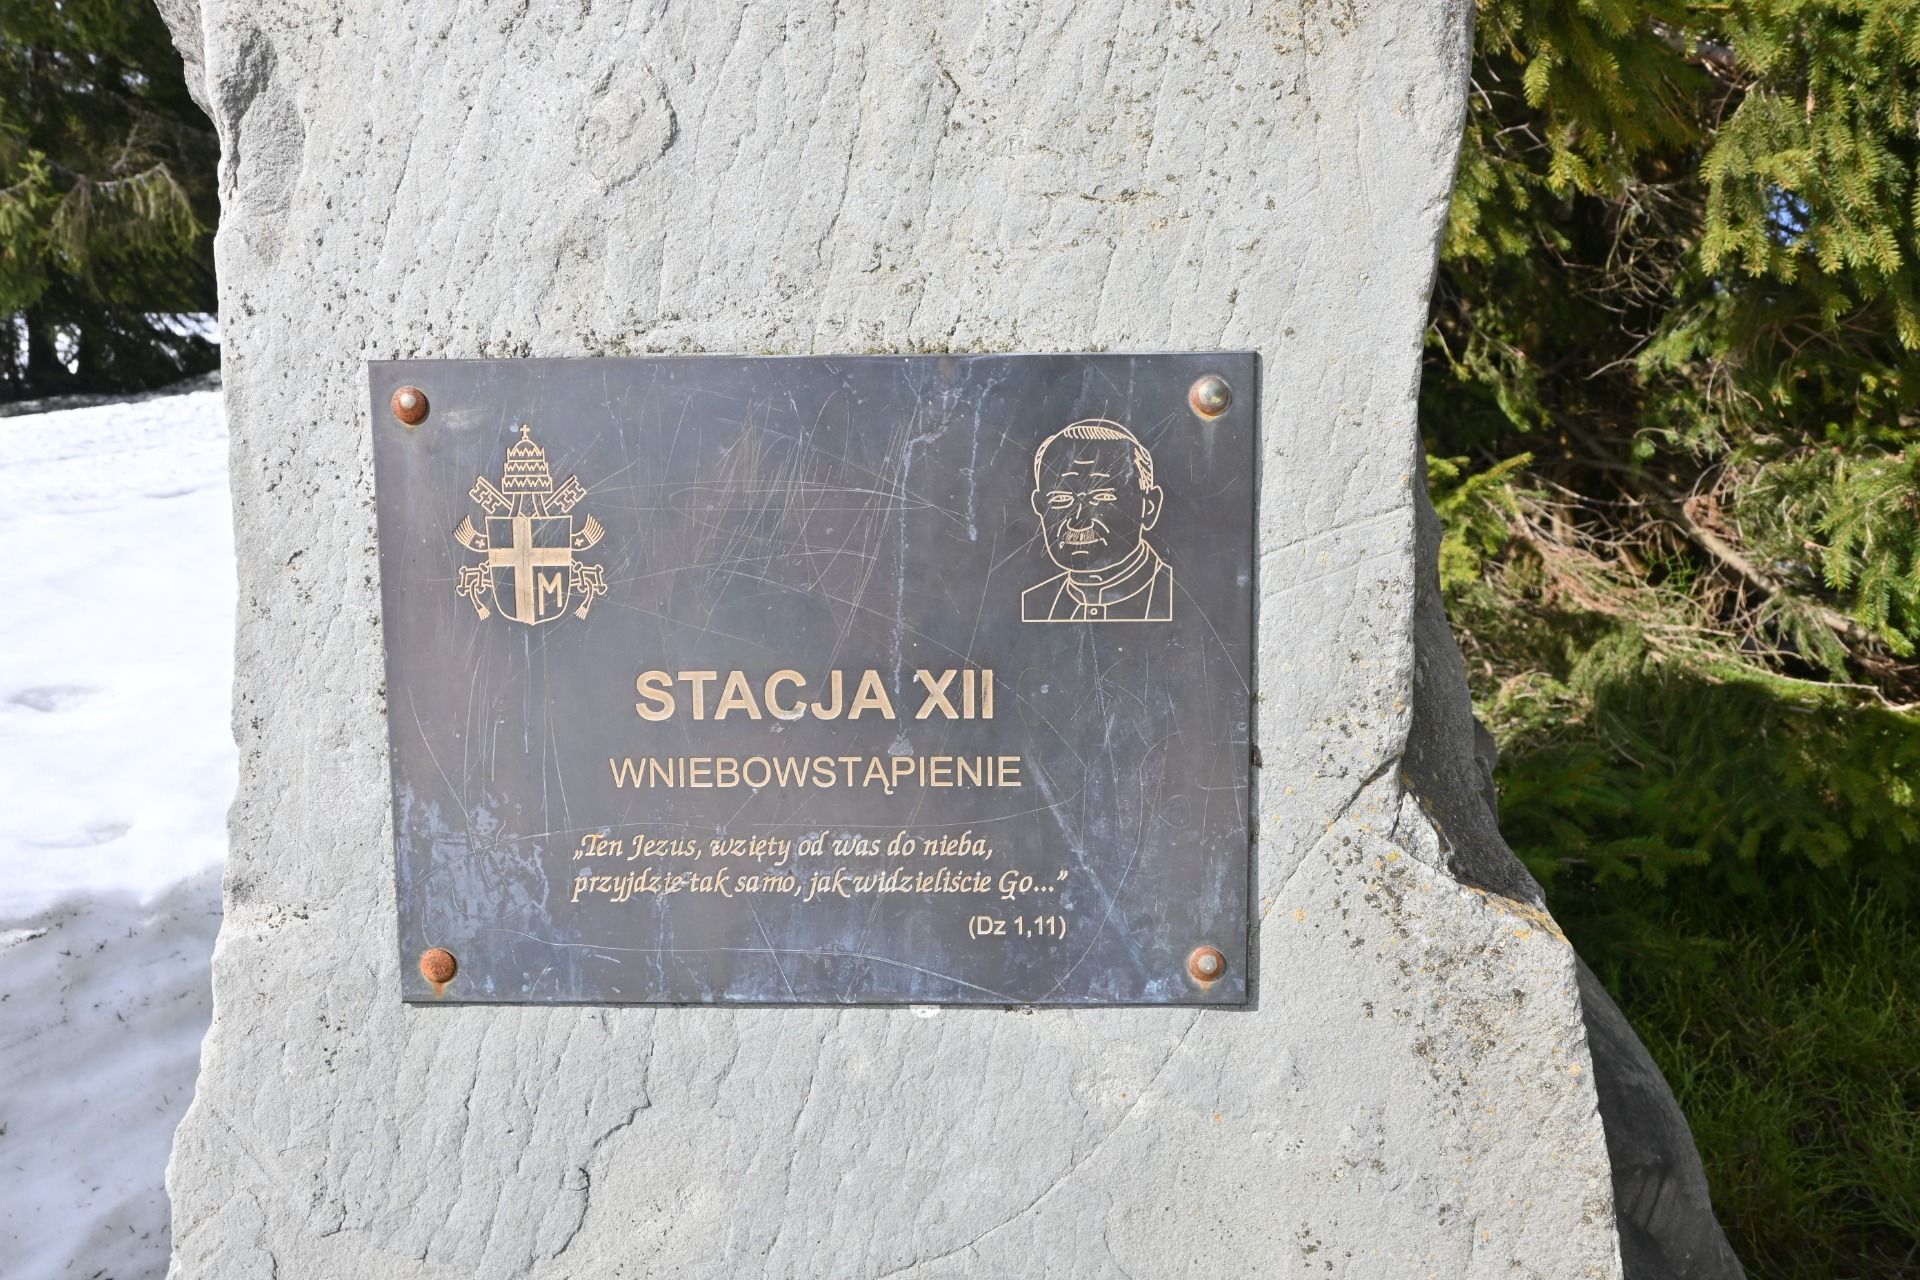 M
STACJA XII
WNIEBOWSTĄPIENIE
„Ten Jezus, wzięty od was do nieba,
przyjdzie tak samo, jak widzieliście Go...”
(Dz 1,11)